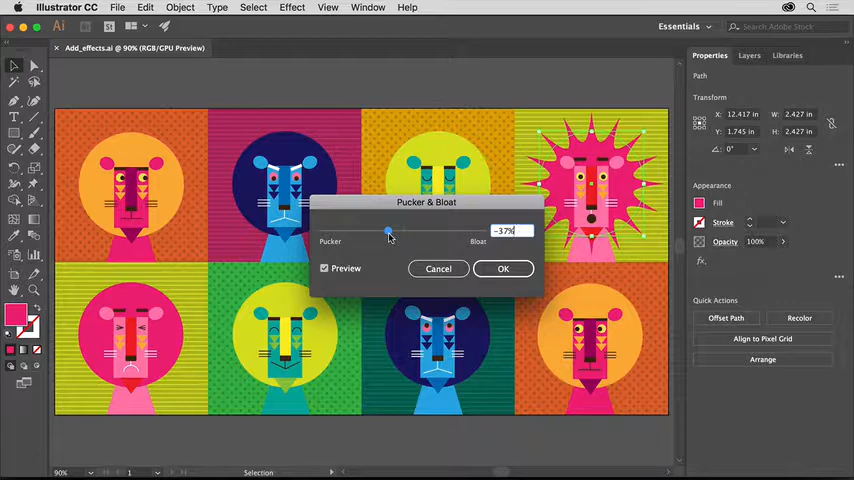 Illustrator CC File Edit Object Type Select Effect View Window Help
Ai Br St Essentials Search Adobe Stock
× Add_effects.ai @ 90% (RGB/GPU Preview)
Properties Layers Libraries
Path
Transform
X: 12.417 in W: 2.427 in
Y: 1.745 in H: 2.427 in
0°
Appearance
Fill
Stroke
Opacity 100%
fx.
Quick Actions
Offset Path Recolor
Align to Pixel Grid
Arrange
Pucker & Bloat
-37%
Pucker Bloat
Preview Cancel OK
90% 1 Selection